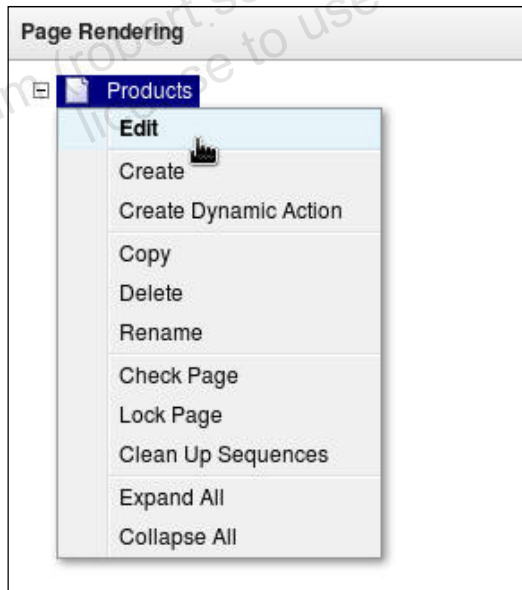 Page Rendering
Products
Edit
Create
Create Dynamic Action
Copy
Delete
Rename
Check Page
Lock Page
Clean Up Sequences
Expand All
Collapse All